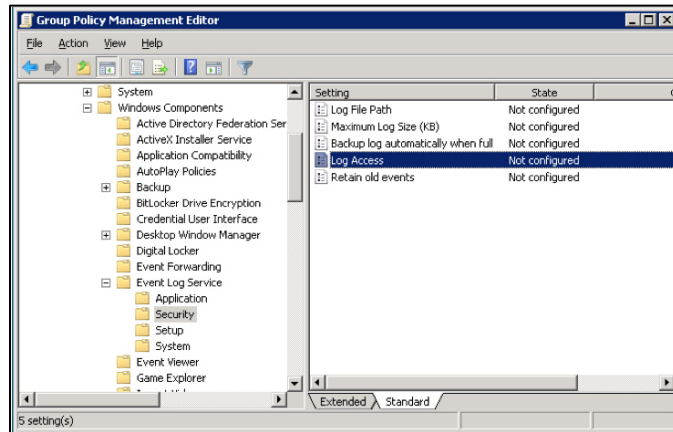 Group Policy Management Editor
File Action View Help
System
Windows Components
Active Directory Federation Ser
ActiveX Installer Service
Application Compatibility
AutoPlay Policies
Backup
BitLocker Drive Encryption
Credential User Interface
Desktop Window Manager
Digital Locker
Event Forwarding
Event Log Service
Application
Security
Setup
System
Event Viewer
Game Explorer
Setting State
Log File Path Not configured
Maximum Log Size (KB) Not configured
Backup log automatically when full Not configured
Log Access Not configured
Retain old events Not configured
Extended Standard
5 setting(s)